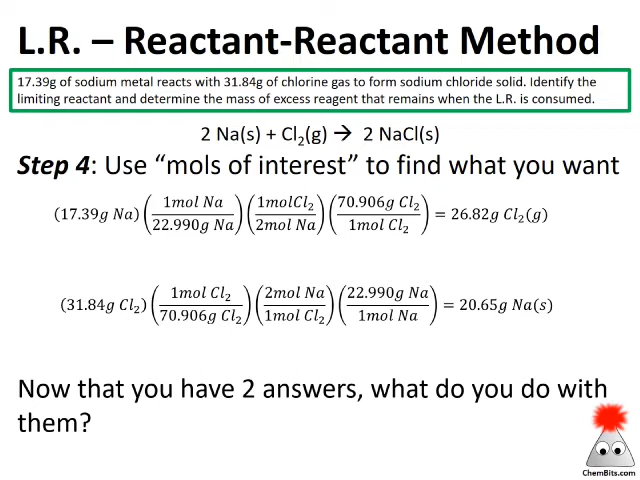 L.R. – Reactant-Reactant Method
17.39g of sodium metal reacts with 31.84g of chlorine gas to form sodium chloride solid. Identify the
limiting reactant and determine the mass of excess reagent that remains when the L.R. is consumed.
2 Na(s) + Cl₂(g) → 2 NaCl(s)
Step 4: Use “mols of interest” to find what you want
(17.39g Na) (1mol Na / 22.990g Na) (1molCl₂ / 2mol Na) (70.906g Cl₂ / 1mol Cl₂) = 26.82g Cl₂(g)
(31.84g Cl₂) (1mol Cl₂ / 70.906g Cl₂) (2mol Na / 1mol Cl₂) (22.990g Na / 1mol Na) = 20.65g Na(s)
Now that you have 2 answers, what do you do with
them?
ChemBits.com